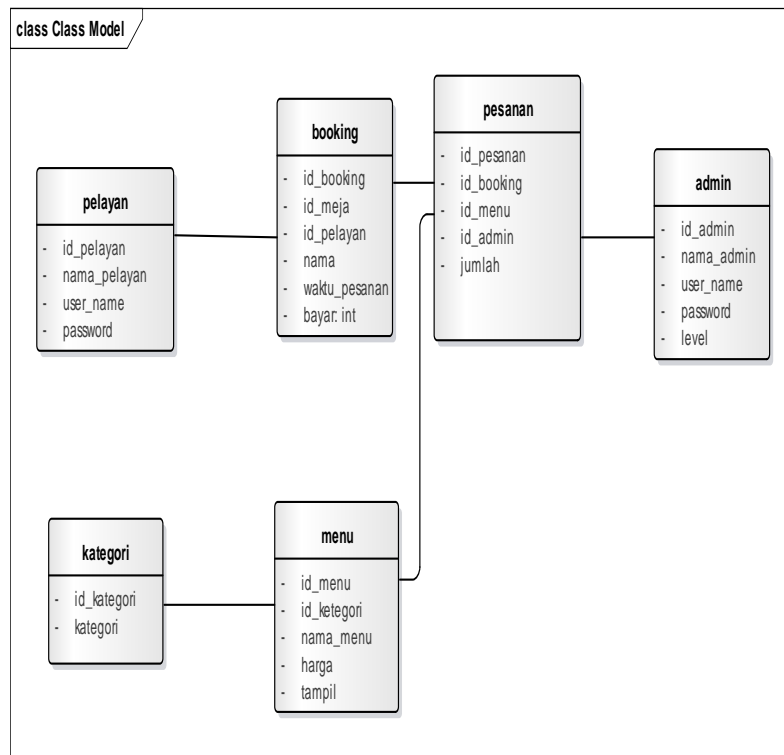 class Class Model
pelayan
- id_pelayan
- nama_pelayan
- user_name
- password
booking
- id_booking
- id_meja
- id_pelayan
- nama
- waktu_pesanan
- bayar: int
pesanan
- id_pesanan
- id_booking
- id_menu
- id_admin
- jumlah
admin
- id_admin
- nama_admin
- user_name
- password
- level
kategori
- id_kategori
- kategori
menu
- id_menu
- id_ketegori
- nama_menu
- harga
- tampil